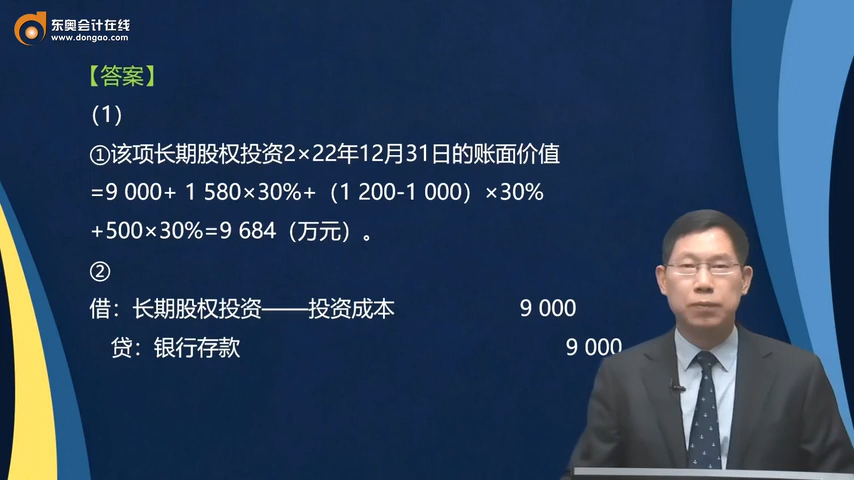 东奥会计在线
www.dongao.com
【答案】
（1）
①该项长期股权投资2×22年12月31日的账面价值
=9 000+ 1 580×30%+（1 200-1 000）×30%
+500×30%=9 684（万元）。
②
借：长期股权投资——投资成本 9 000
贷：银行存款 9 000